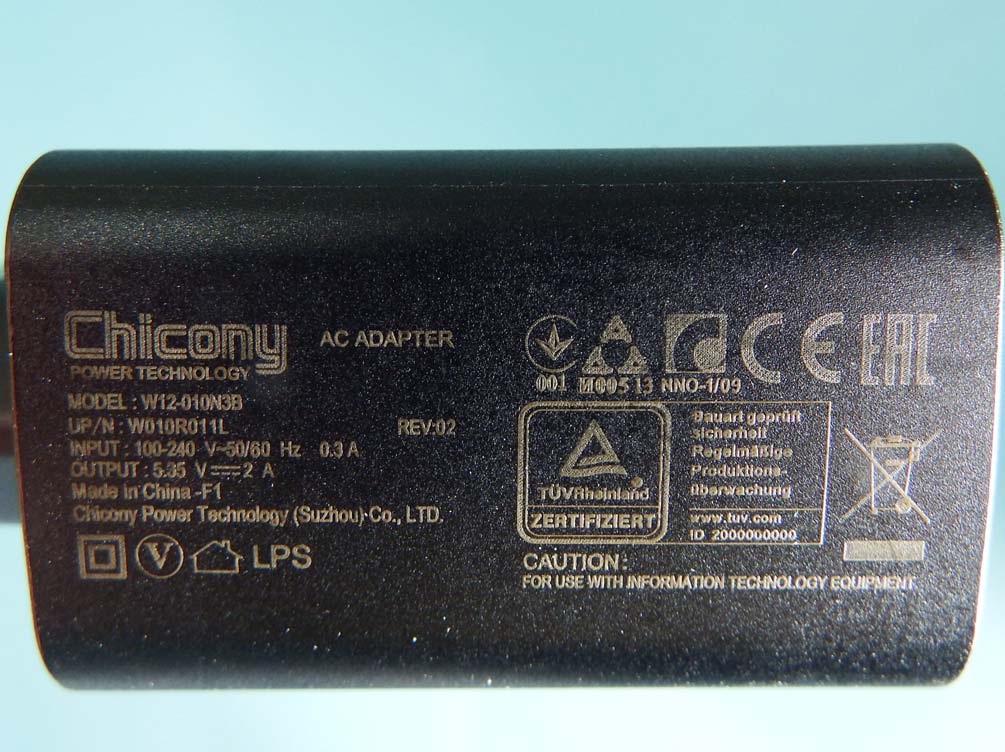 Chicony
POWER TECHNOLOGY
AC ADAPTER
MODEL : W12-010N3B
UP/N : W010R011L
REV:02
INPUT : 100-240 V~50/60 Hz 0.3 A
OUTPUT : 5.35 V⎓2 A
Made in China -F1
Chicony Power Technology (Suzhou) Co., LTD.
V
LPS
001
И005 13
NNO-1/09
CE
EAC
TÜVRheinland
ZERTIFIZIERT
Bauart geprüft
Sicherheit
Regelmäßige
Produktions-
überwachung
www.tuv.com
ID 2000000000
CAUTION :
FOR USE WITH INFORMATION TECHNOLOGY EQUIPMENT